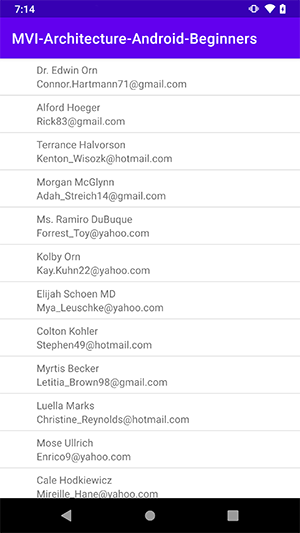 7:14
MVI-Architecture-Android-Beginners
Dr. Edwin Orn
Connor.Hartmann71@gmail.com
Alford Hoeger
Rick83@gmail.com
Terrance Halvorson
Kenton_Wisozk@hotmail.com
Morgan McGlynn
Adah_Streich14@gmail.com
Ms. Ramiro DuBuque
Forrest_Toy@yahoo.com
Kolby Orn
Kay.Kuhn22@yahoo.com
Elijah Schoen MD
Mya_Leuschke@yahoo.com
Colton Kohler
Stephen49@hotmail.com
Myrtis Becker
Letitia_Brown98@gmail.com
Luella Marks
Christine_Reynolds@hotmail.com
Mose Ullrich
Enrico9@yahoo.com
Cale Hodkiewicz
Mireille_Hane@yahoo.com